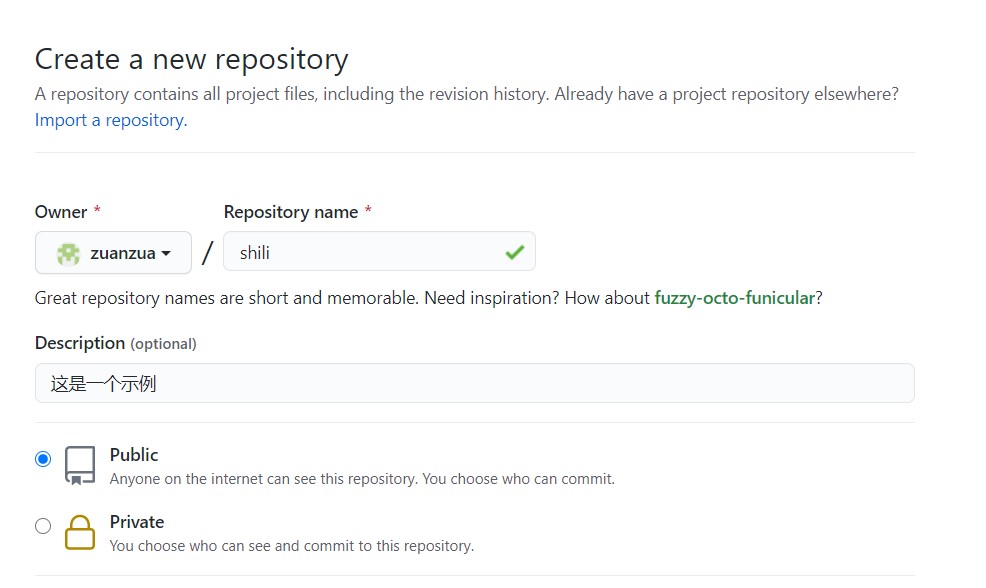 Create a new repository
A repository contains all project files, including the revision history. Already have a project repository elsewhere?
Import a repository.
Owner * Repository name *
zuanzua / shili
Great repository names are short and memorable. Need inspiration? How about fuzzy-octo-funicular?
Description (optional)
这是一个示例
Public
Anyone on the internet can see this repository. You choose who can commit.
Private
You choose who can see and commit to this repository.